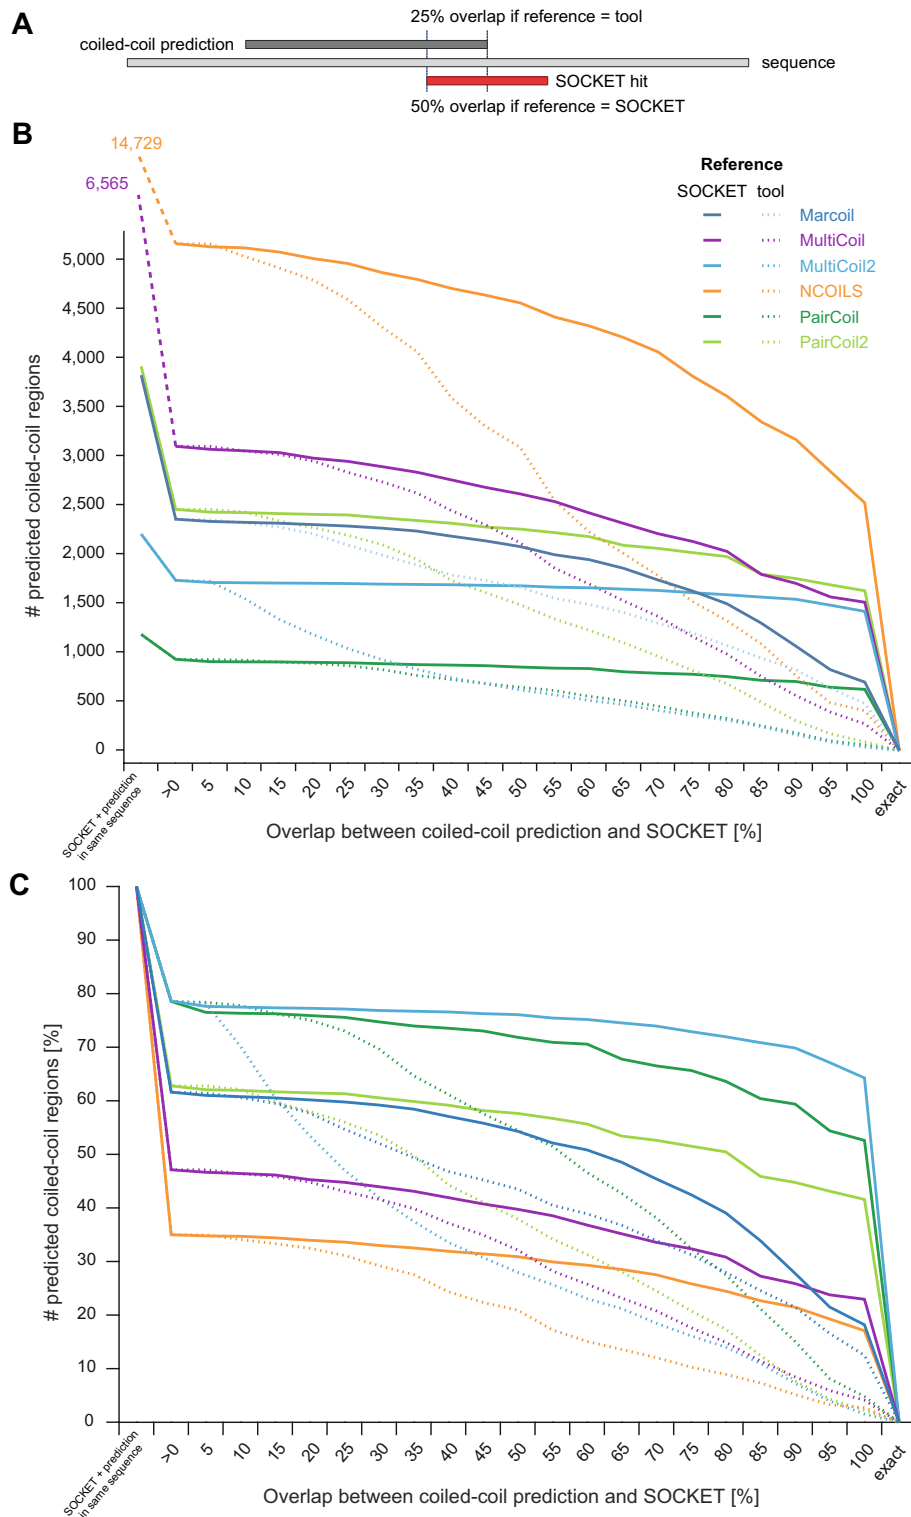 A
25% overlap if reference = tool
coiled-coil prediction
sequence
SOCKET hit
50% overlap if reference = SOCKET
B
14,729
6,565
Reference
SOCKET tool
Marcoil
MultiCoil
MultiCoil2
NCOILS
PairCoil
PairCoil2
# predicted coiled-coil regions
5,000
4,500
4,000
3,500
3,000
2,500
2,000
1,500
1,000
500
0
SOCKET + prediction
in same sequence
>0
5
10
15
20
25
30
35
40
45
50
55
60
65
70
75
80
85
90
95
100
exact
Overlap between coiled-coil prediction and SOCKET [%]
C
# predicted coiled-coil regions [%]
100
90
80
70
60
50
40
30
20
10
0
SOCKET + prediction
in same sequence
>0
5
10
15
20
25
30
35
40
45
50
55
60
65
70
75
80
85
90
95
100
exact
Overlap between coiled-coil prediction and SOCKET [%]